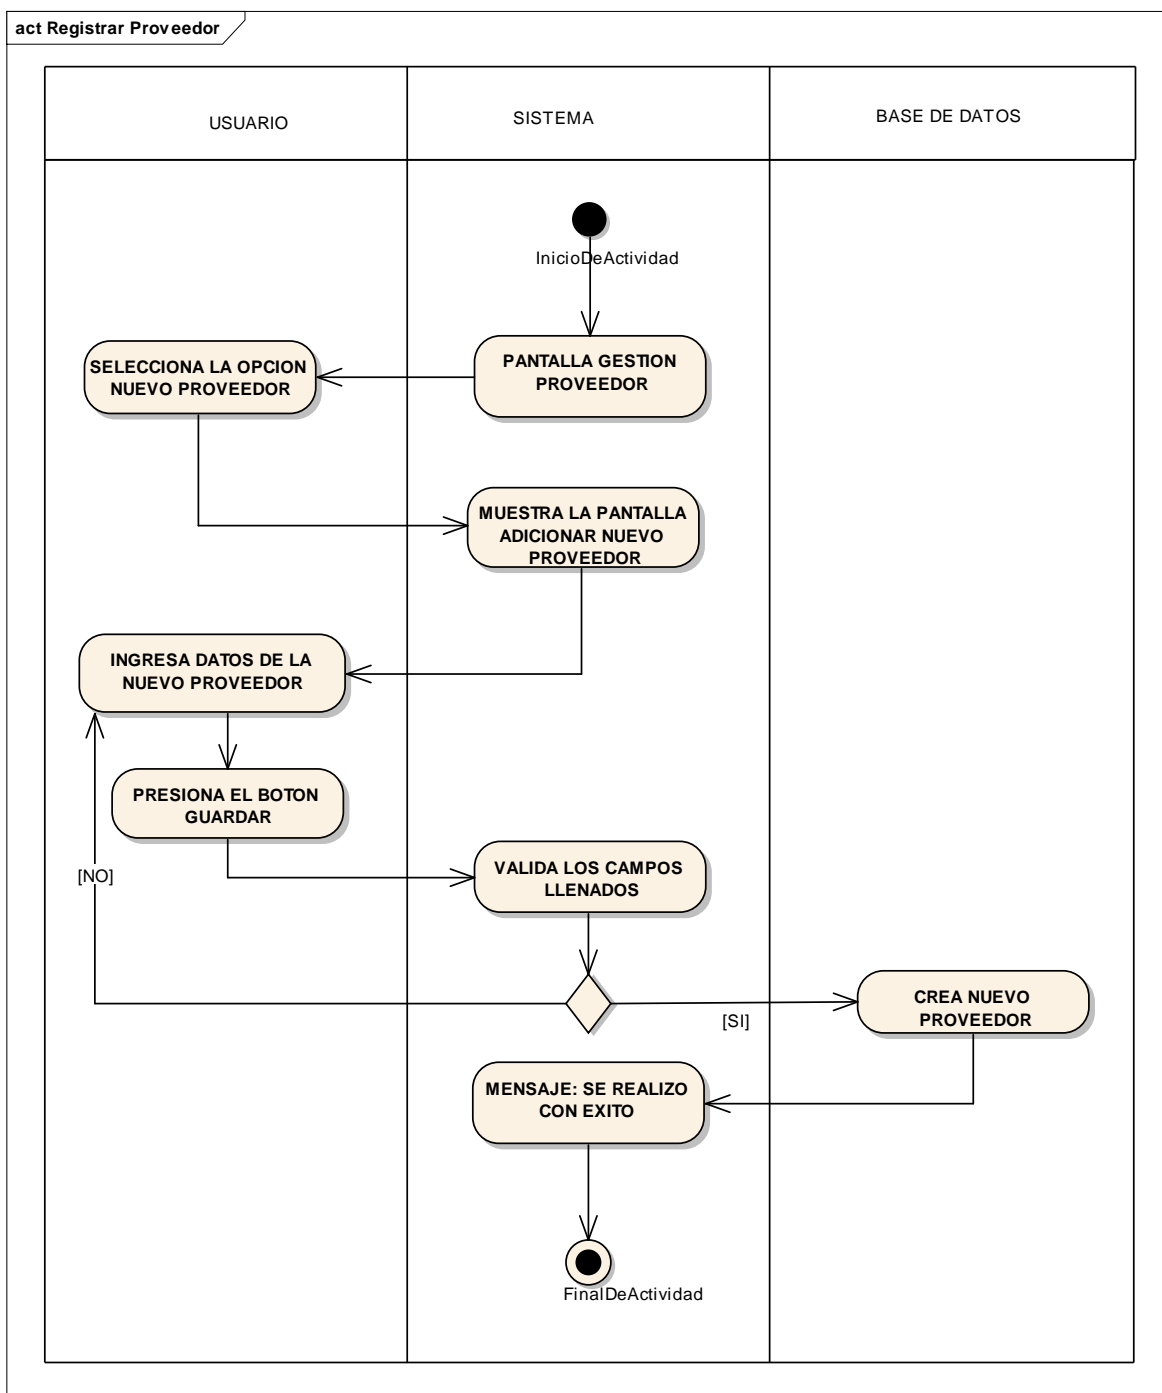 act Registrar Proveedor
USUARIO
SISTEMA
BASE DE DATOS
InicioDeActividad
PANTALLA GESTION
PROVEEDOR
SELECCIONA LA OPCION
NUEVO PROVEEDOR
MUESTRA LA PANTALLA
ADICIONAR NUEVO
PROVEEDOR
INGRESA DATOS DE LA
NUEVO PROVEEDOR
PRESIONA EL BOTON
GUARDAR
VALIDA LOS CAMPOS
LLENADOS
[NO]
[SI]
CREA NUEVO
PROVEEDOR
MENSAJE: SE REALIZO
CON EXITO
FinalDeActividad